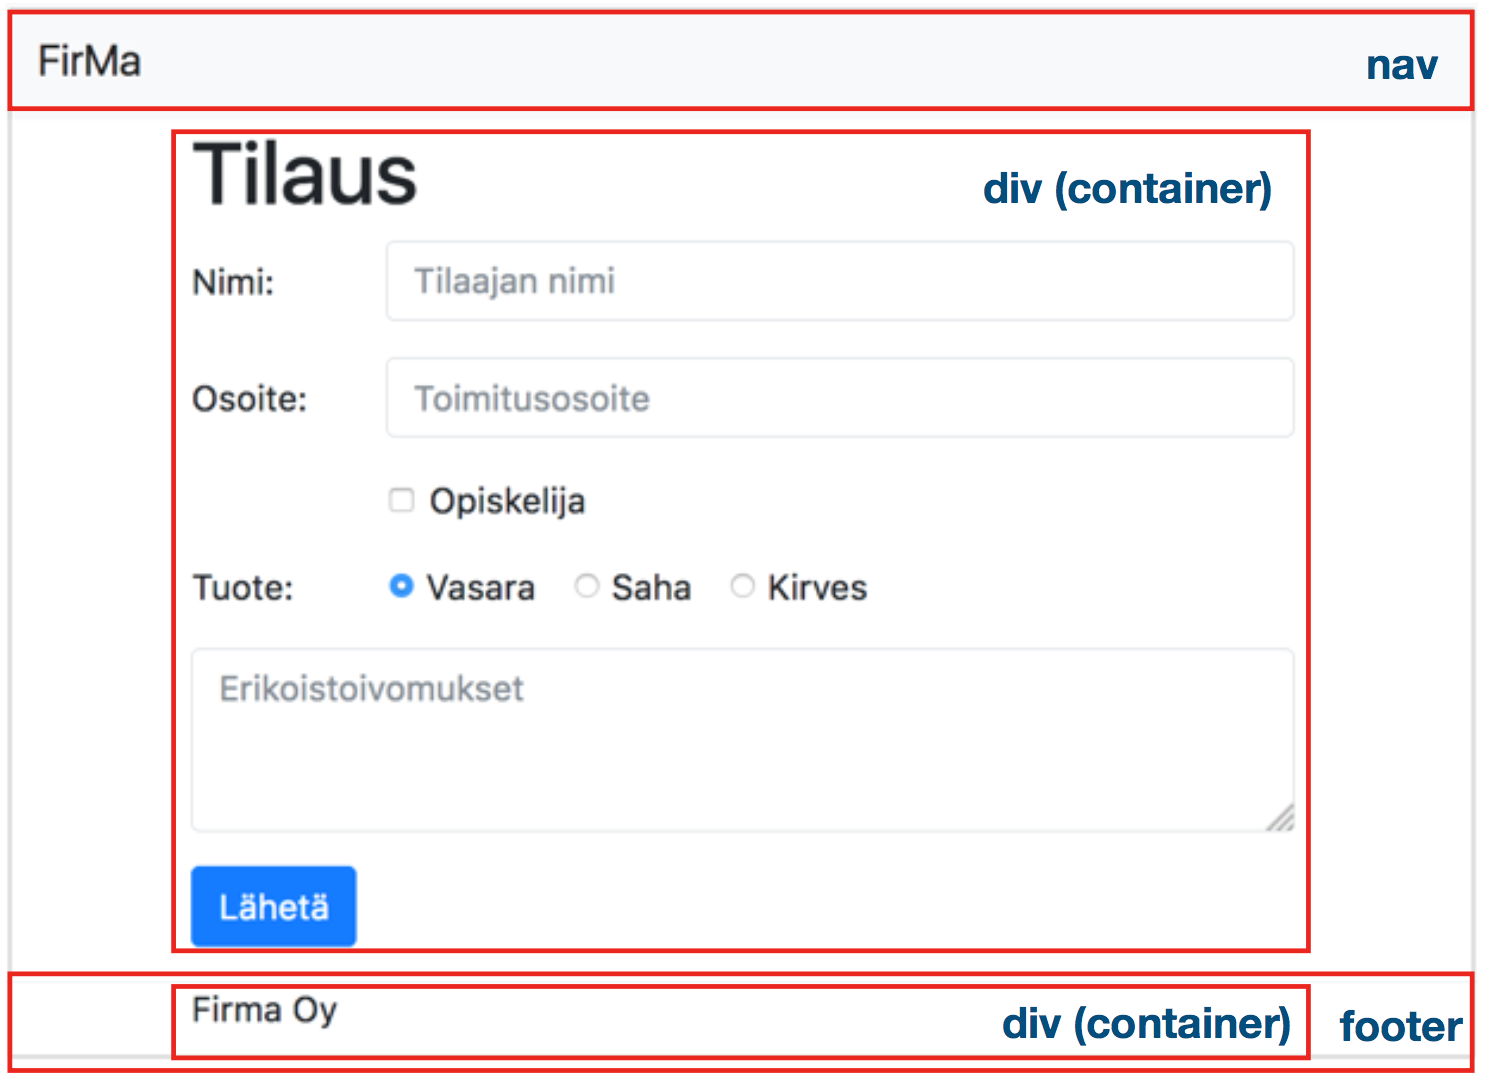 FirMa nav
Tilaus
div (container)
Nimi: Tilaajan nimi
Osoite: Toimitusosoite
Opiskelija
Tuote: Vasara Saha Kirves
Erikoistoivomukset
Lähetä
Firma Oy div (container) footer